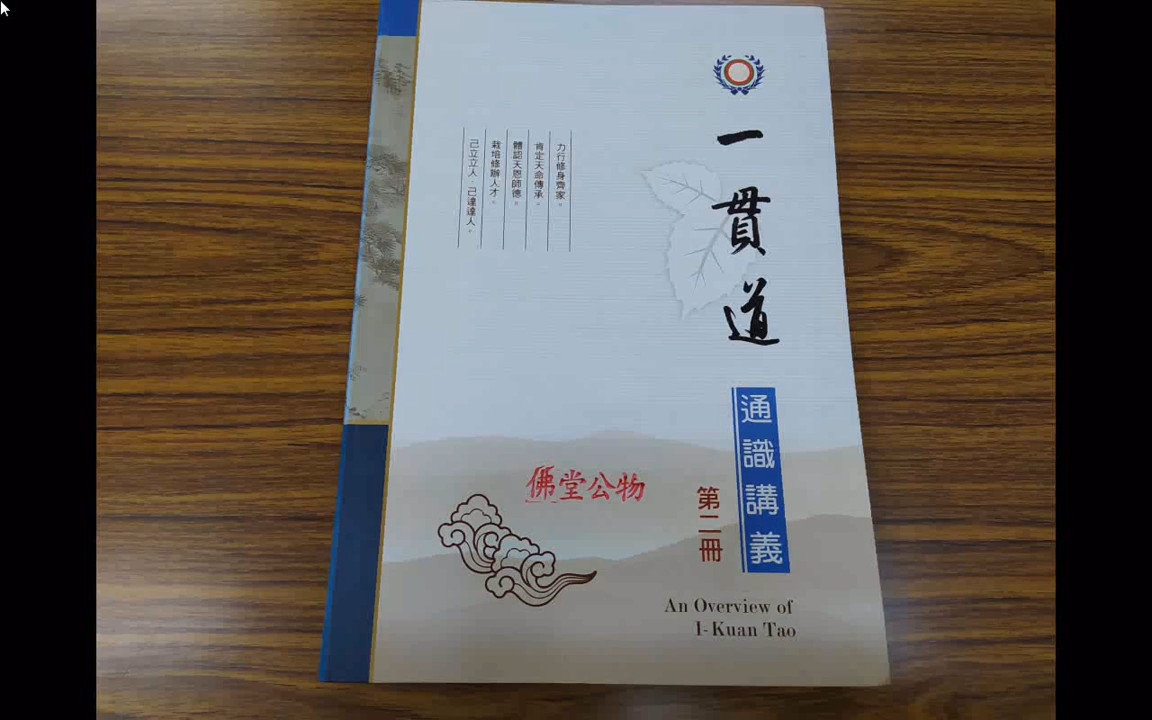 一貫道
通識講義
第二冊
An Overview of
I-Kuan Tao
力行修身齊家。
肯定天命傳承。
體認天恩師德。
栽培修辦人才。
己立立人，己達達人。
佛堂公物